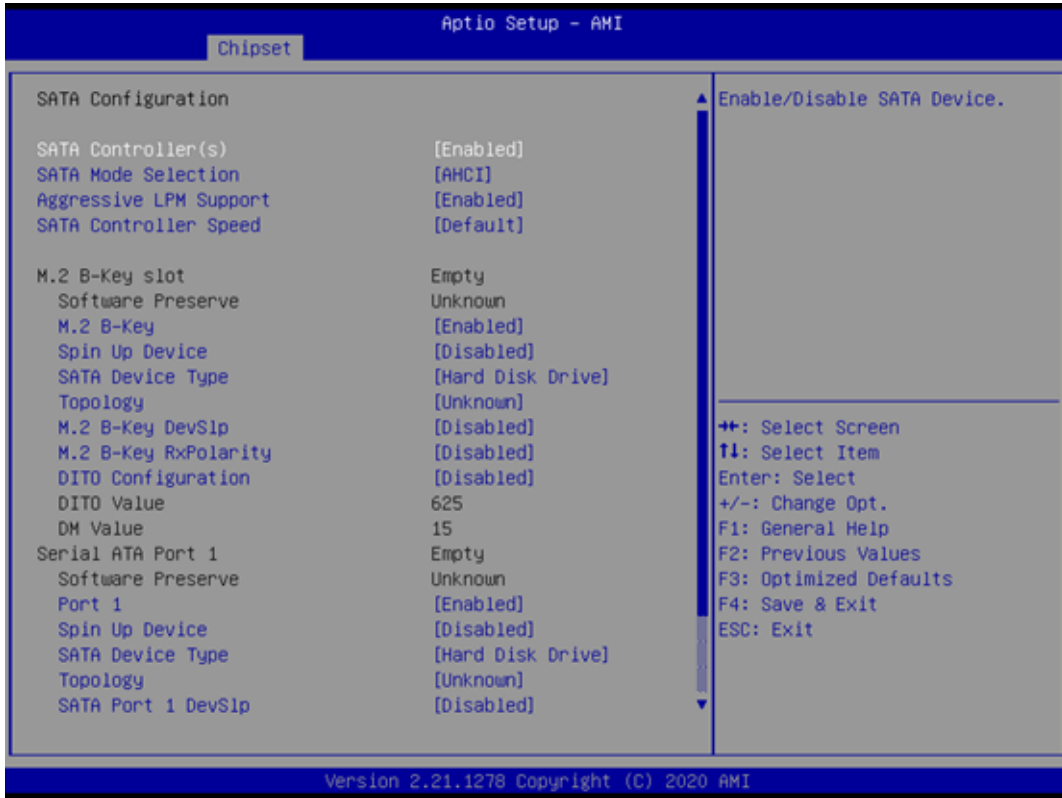 Aptio Setup – AMI
Chipset
SATA Configuration
SATA Controller(s) [Enabled]
SATA Mode Selection [AHCI]
Aggressive LPM Support [Enabled]
SATA Controller Speed [Default]
M.2 B-Key slot Empty
Software Preserve Unknown
M.2 B-Key [Enabled]
Spin Up Device [Disabled]
SATA Device Type [Hard Disk Drive]
Topology [Unknown]
M.2 B-Key DevSlp [Disabled]
M.2 B-Key RxPolarity [Disabled]
DITO Configuration [Disabled]
DITO Value 625
DM Value 15
Serial ATA Port 1 Empty
Software Preserve Unknown
Port 1 [Enabled]
Spin Up Device [Disabled]
SATA Device Type [Hard Disk Drive]
Topology [Unknown]
SATA Port 1 DevSlp [Disabled]
Enable/Disable SATA Device.
→←: Select Screen
↑↓: Select Item
Enter: Select
+/-: Change Opt.
F1: General Help
F2: Previous Values
F3: Optimized Defaults
F4: Save & Exit
ESC: Exit
Version 2.21.1278 Copyright (C) 2020 AMI